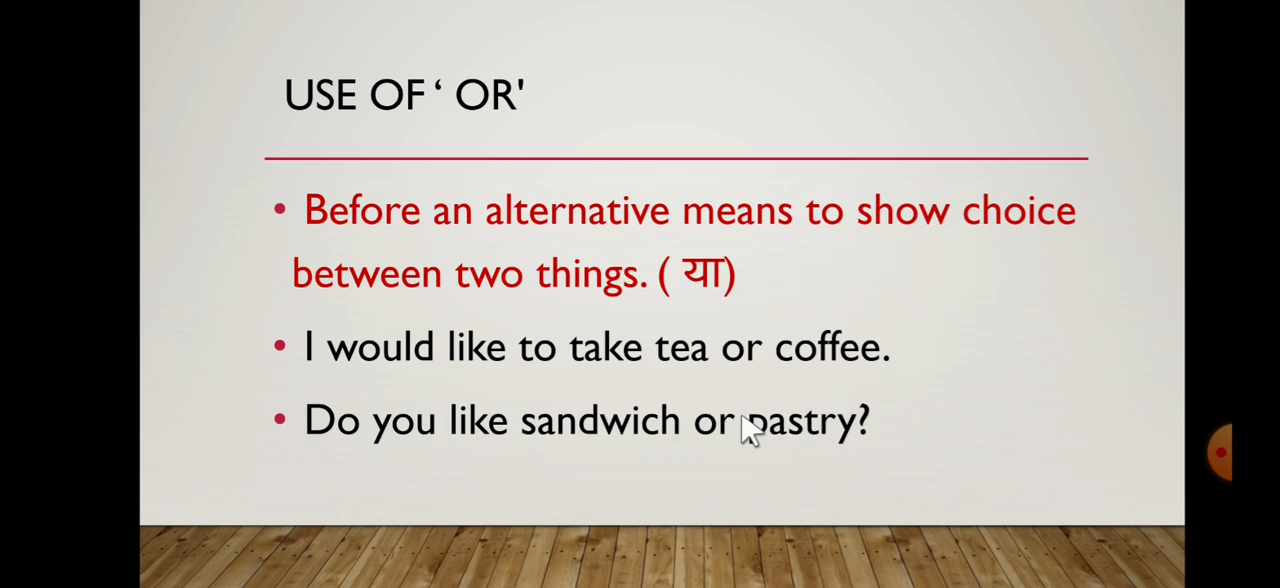 USE OF ‘ OR'
• Before an alternative means to show choice
between two things. ( या)
• I would like to take tea or coffee.
• Do you like sandwich or pastry?